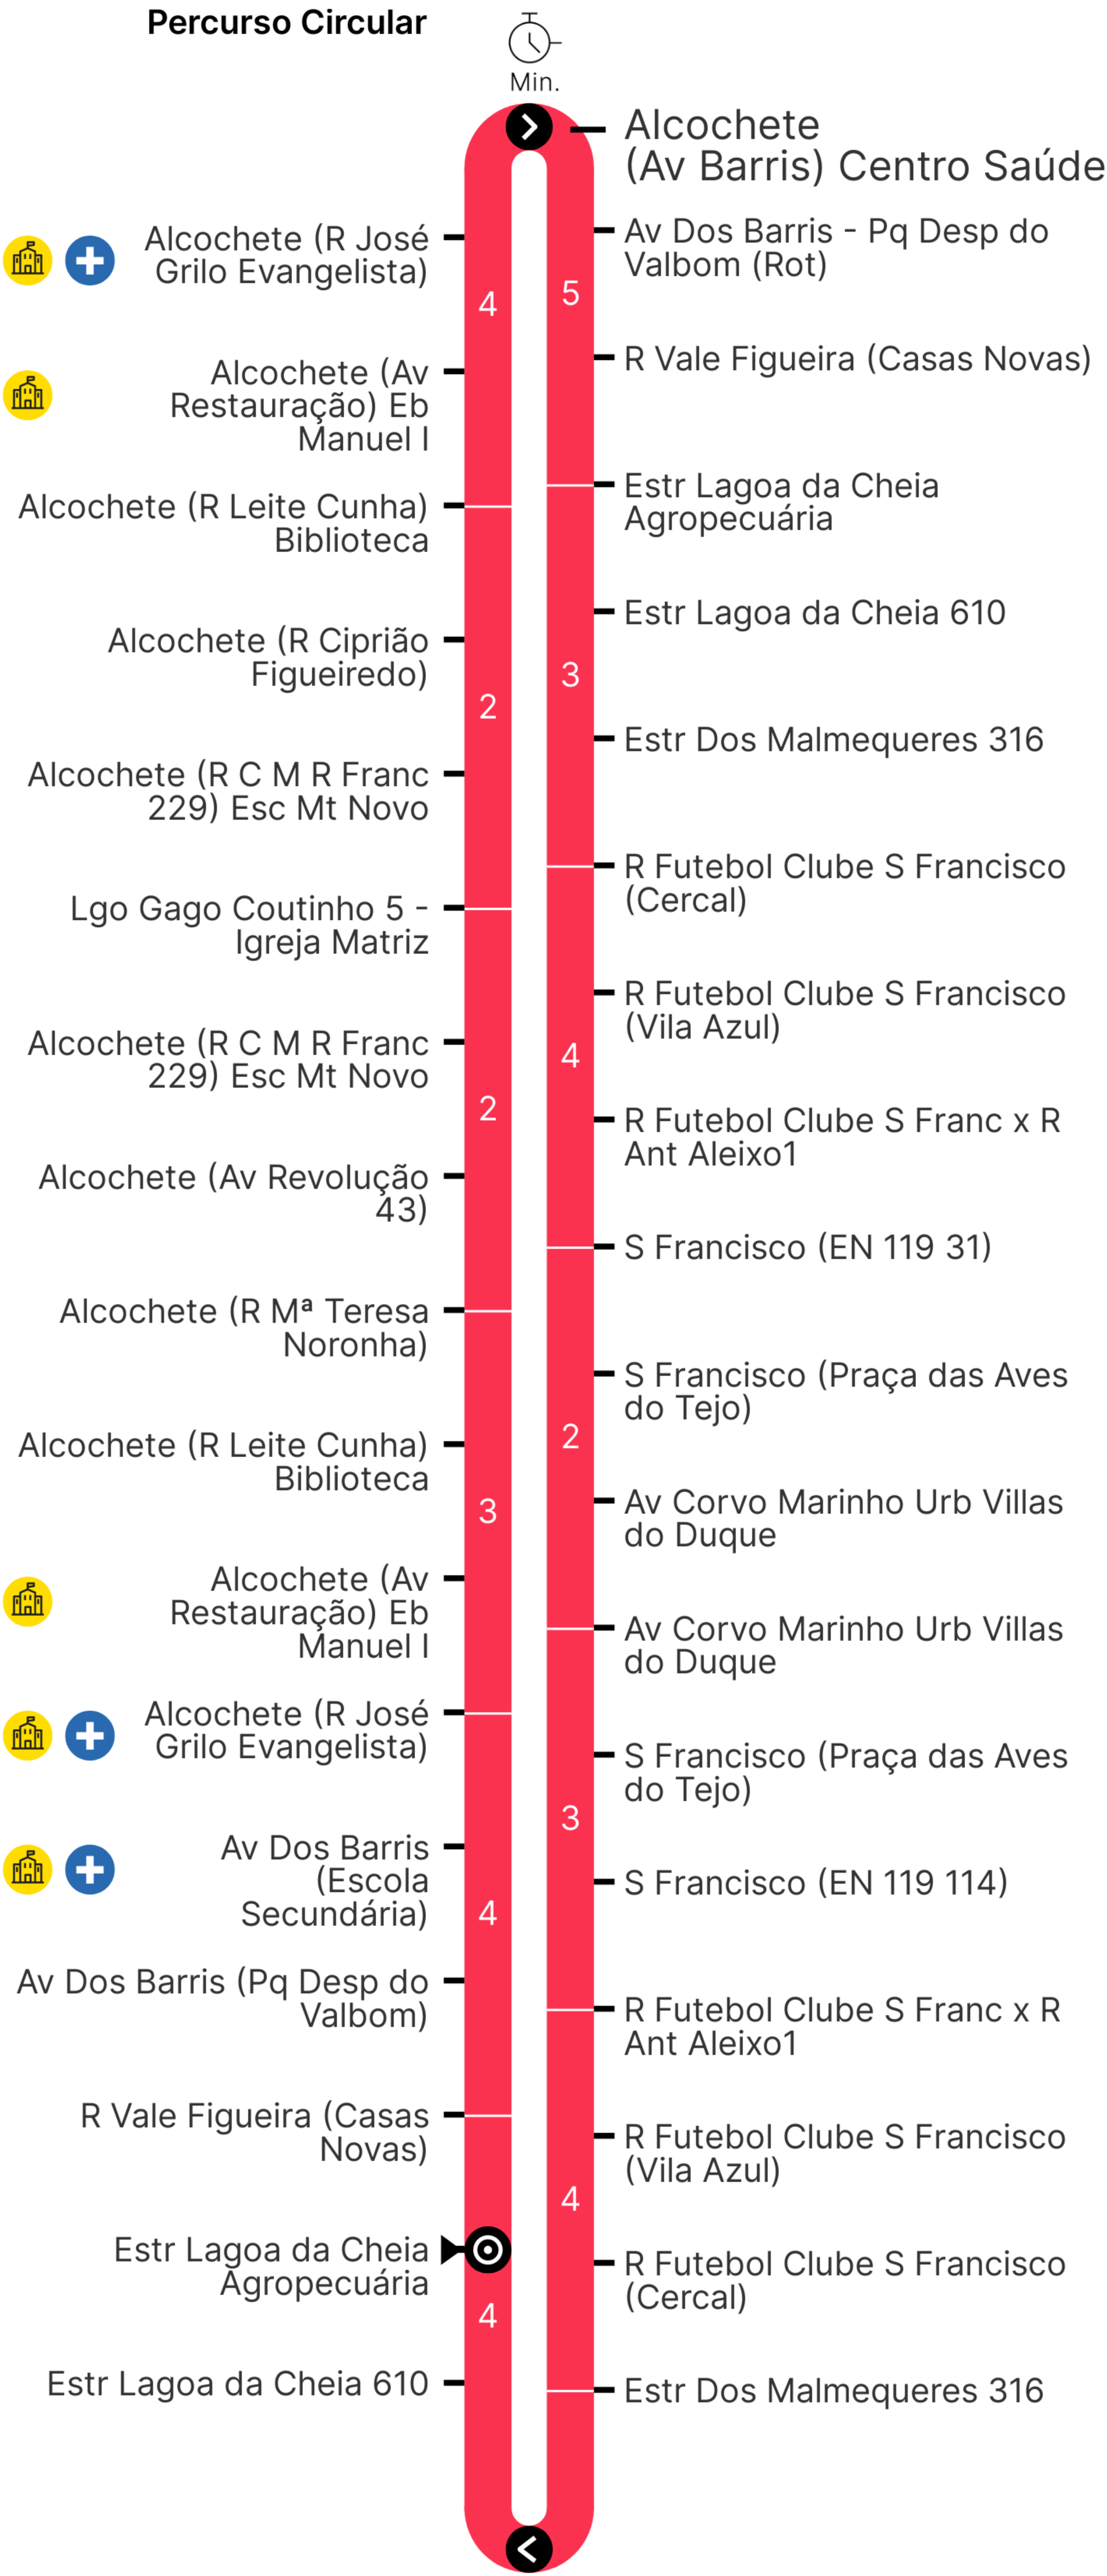 Percurso Circular
Min.
Alcochete
(Av Barris) Centro Saúde
Av Dos Barris - Pq Desp do
Valbom (Rot)
5
R Vale Figueira (Casas Novas)
Estr Lagoa da Cheia
Agropecuária
Estr Lagoa da Cheia 610
3
Estr Dos Malmequeres 316
R Futebol Clube S Francisco
(Cercal)
R Futebol Clube S Francisco
(Vila Azul)
4
R Futebol Clube S Franc x R
Ant Aleixo1
S Francisco (EN 119 31)
S Francisco (Praça das Aves
do Tejo)
2
Av Corvo Marinho Urb Villas
do Duque
Av Corvo Marinho Urb Villas
do Duque
S Francisco (Praça das Aves
do Tejo)
3
S Francisco (EN 119 114)
R Futebol Clube S Franc x R
Ant Aleixo1
R Futebol Clube S Francisco
(Vila Azul)
4
R Futebol Clube S Francisco
(Cercal)
Estr Dos Malmequeres 316
Alcochete (R José
Grilo Evangelista)
4
Alcochete (Av
Restauração) Eb
Manuel I
Alcochete (R Leite Cunha)
Biblioteca
Alcochete (R Ciprião
Figueiredo)
2
Alcochete (R C M R Franc
229) Esc Mt Novo
Lgo Gago Coutinho 5 -
Igreja Matriz
Alcochete (R C M R Franc
229) Esc Mt Novo
2
Alcochete (Av Revolução
43)
Alcochete (R Mª Teresa
Noronha)
Alcochete (R Leite Cunha)
Biblioteca
3
Alcochete (Av
Restauração) Eb
Manuel I
Alcochete (R José
Grilo Evangelista)
Av Dos Barris
(Escola
Secundária)
4
Av Dos Barris (Pq Desp do
Valbom)
R Vale Figueira (Casas
Novas)
Estr Lagoa da Cheia
Agropecuária
4
Estr Lagoa da Cheia 610